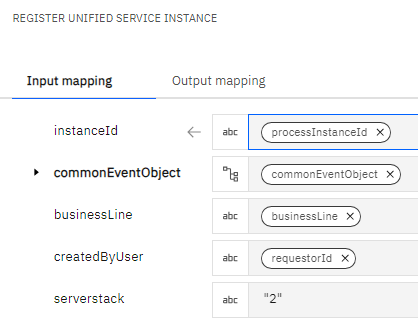 REGISTER UNIFIED SERVICE INSTANCE
Input mapping Output mapping
instanceId abc processInstanceId
commonEventObject commonEventObject
businessLine abc businessLine
createdByUser abc requestorId
serverstack abc "2"